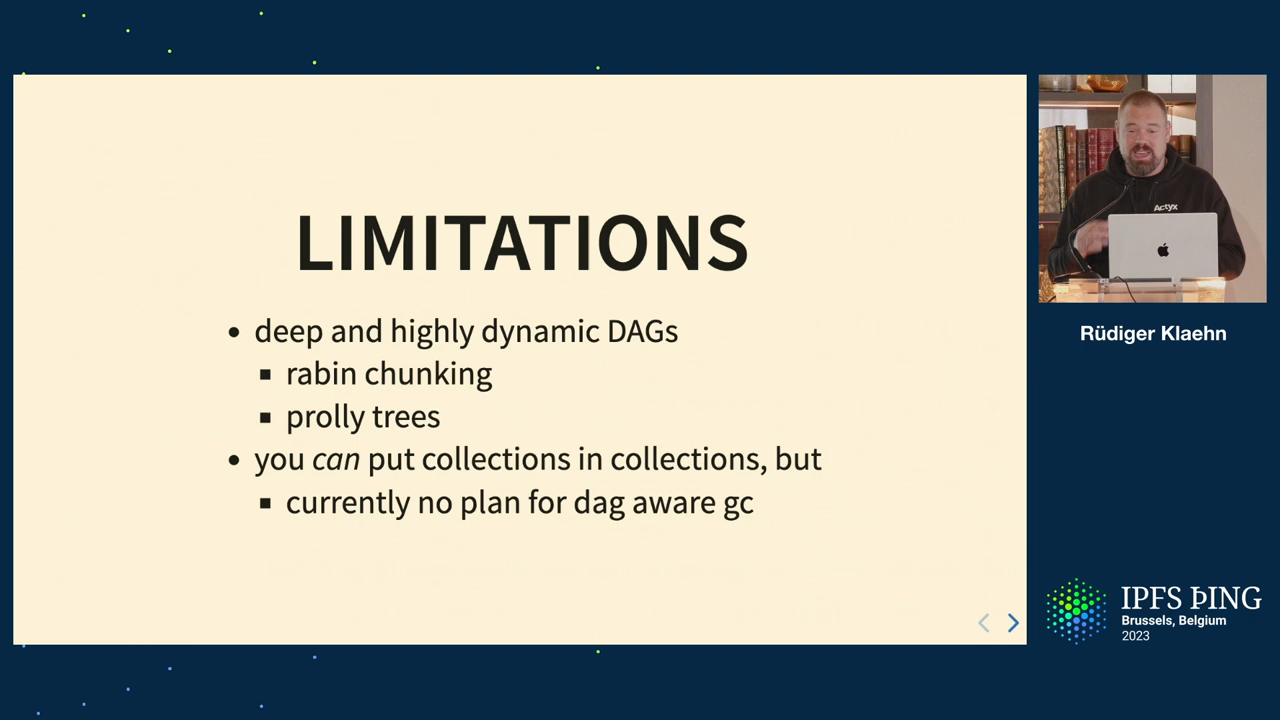 LIMITATIONS
• deep and highly dynamic DAGs
▪ rabin chunking
▪ prolly trees
• you can put collections in collections, but
▪ currently no plan for dag aware gc
Actyx
Rüdiger Klaehn
IPFS ÞING
Brussels, Belgium
2023